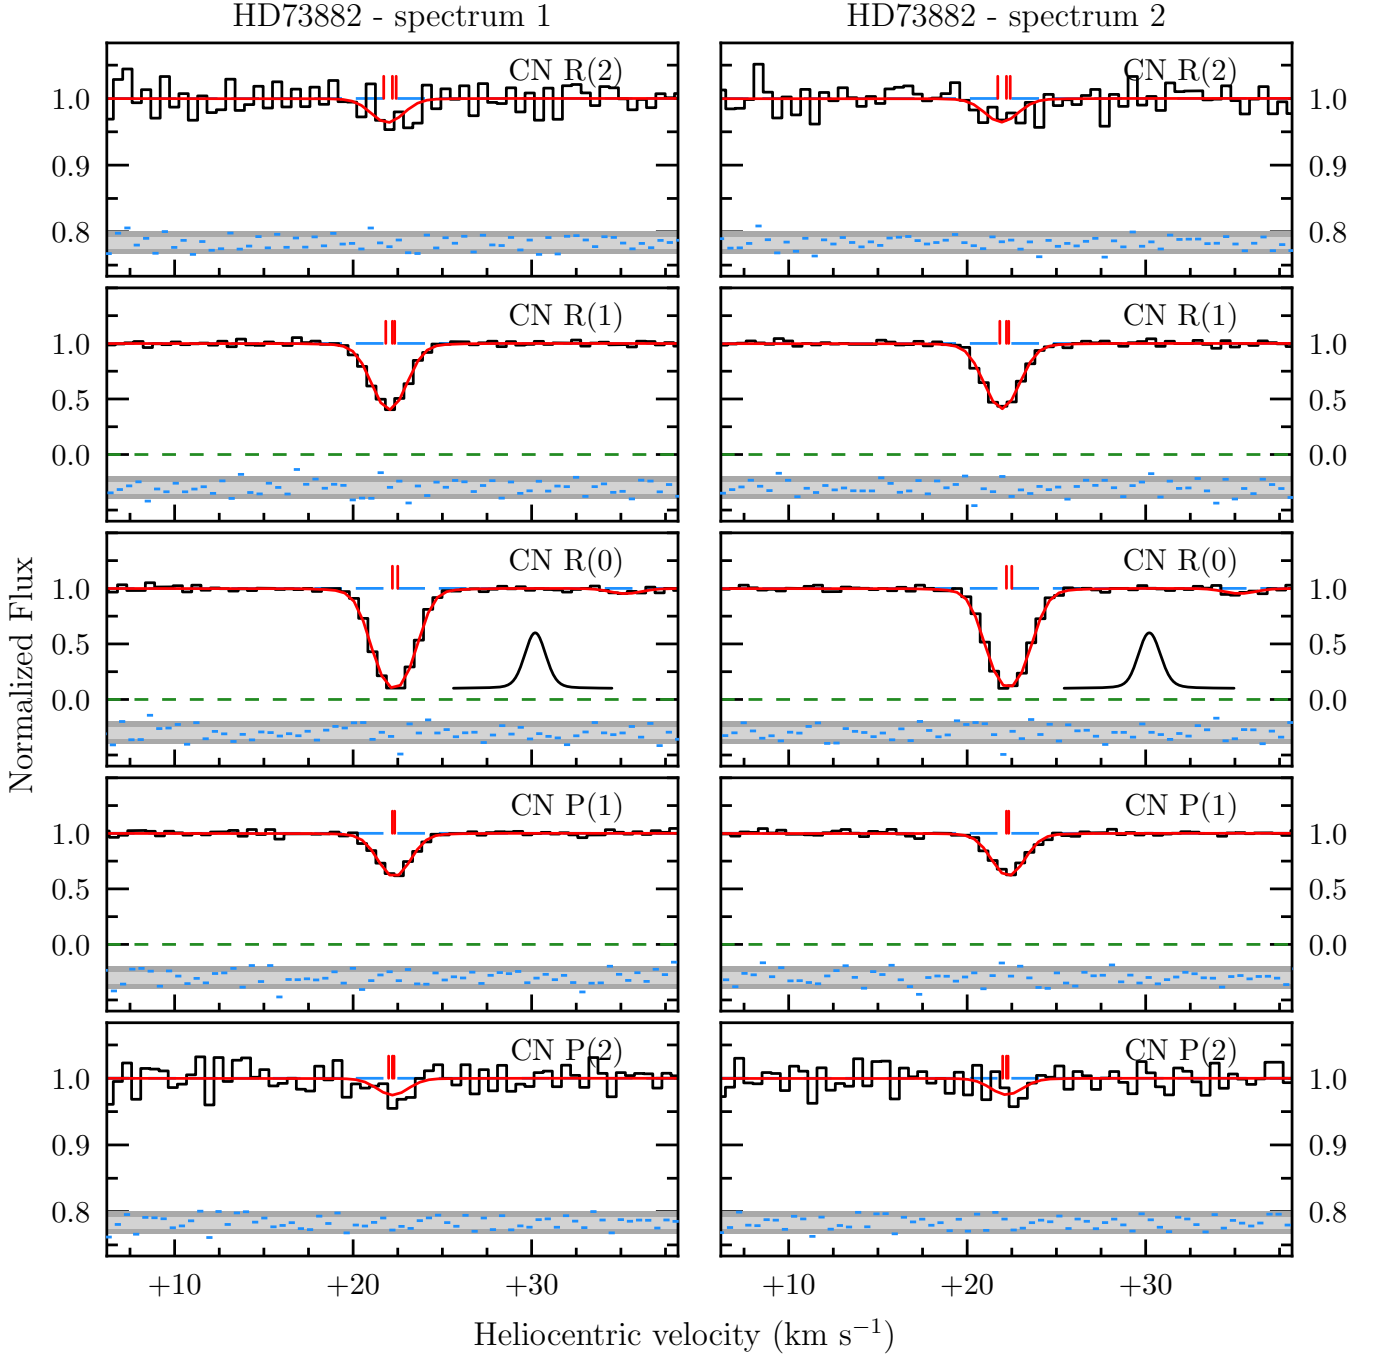 HD73882 - spectrum 1
HD73882 - spectrum 2
CN R(2)
CN R(2)
1.0
0.9
0.8
1.0
0.9
0.8
CN R(1)
CN R(1)
1.0
0.5
0.0
1.0
0.5
0.0
CN R(0)
CN R(0)
1.0
0.5
0.0
1.0
0.5
0.0
Normalized Flux
CN P(1)
CN P(1)
1.0
0.5
0.0
1.0
0.5
0.0
CN P(2)
CN P(2)
1.0
0.9
0.8
1.0
0.9
0.8
+10
+20
+30
+10
+20
+30
Heliocentric velocity (km s⁻¹)